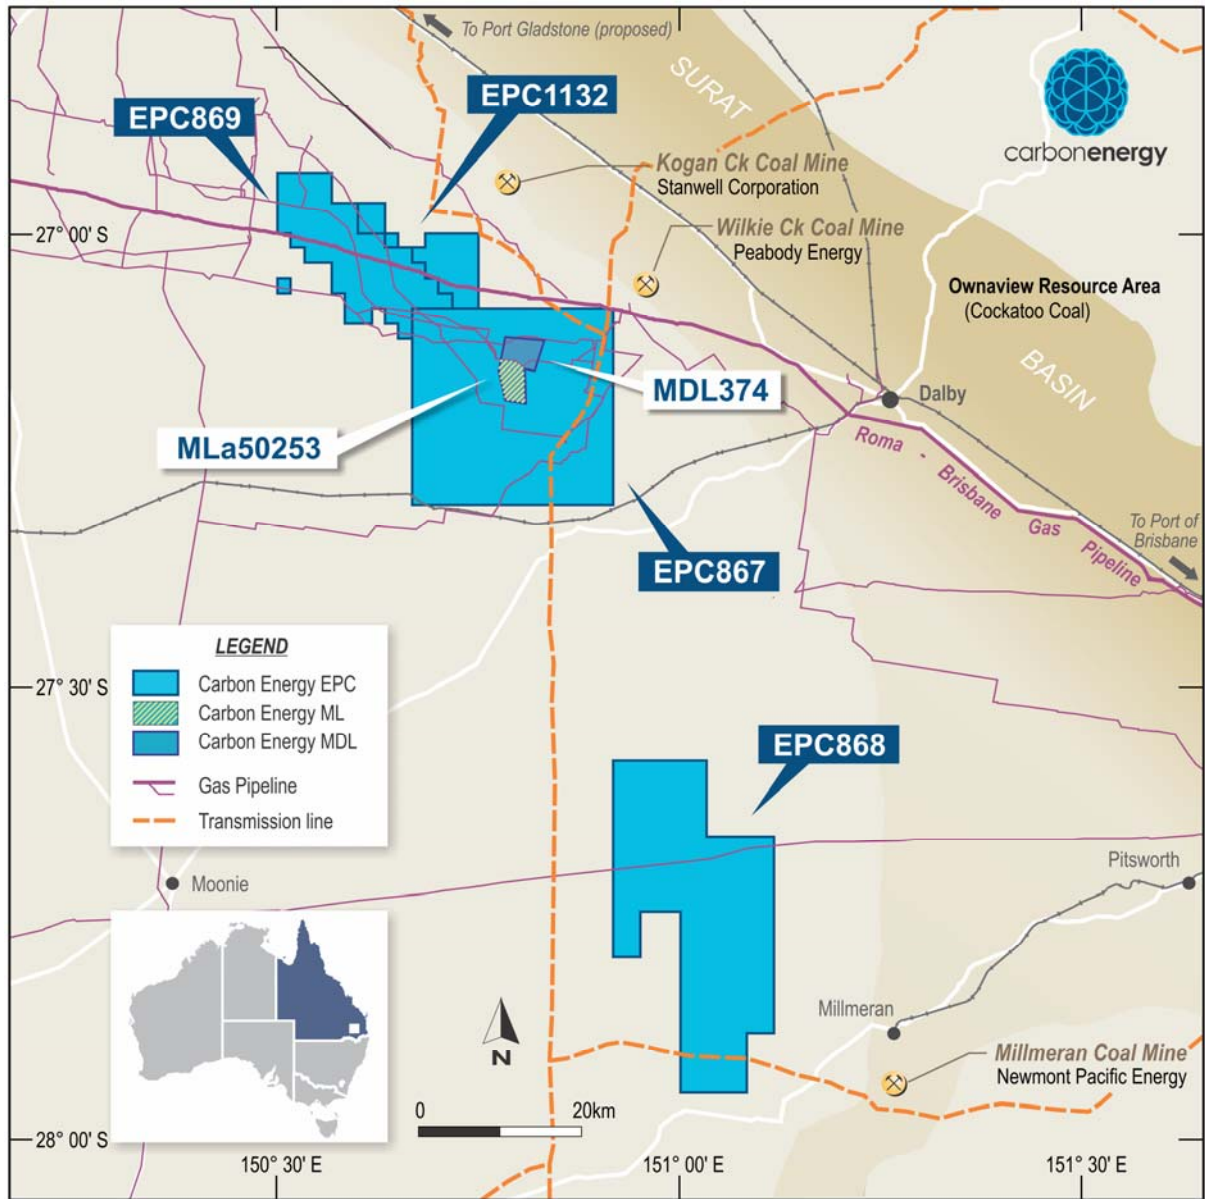 To Port Gladstone (proposed)
SURAT
EPC1132
EPC869
carbonenergy
Kogan Ck Coal Mine
Stanwell Corporation
Wilkie Ck Coal Mine
Peabody Energy
27° 00' S
Ownaview Resource Area
(Cockatoo Coal)
BASIN
MDL374
Dalby
MLa50253
Roma - Brisbane Gas Pipeline
To Port of
Brisbane
EPC867
LEGEND
Carbon Energy EPC
Carbon Energy ML
Carbon Energy MDL
Gas Pipeline
Transmission line
27° 30' S
EPC868
Moonie
Pitsworth
Millmeran
Millmeran Coal Mine
Newmont Pacific Energy
N
0 20km
28° 00' S
150° 30' E
151° 00' E
151° 30' E